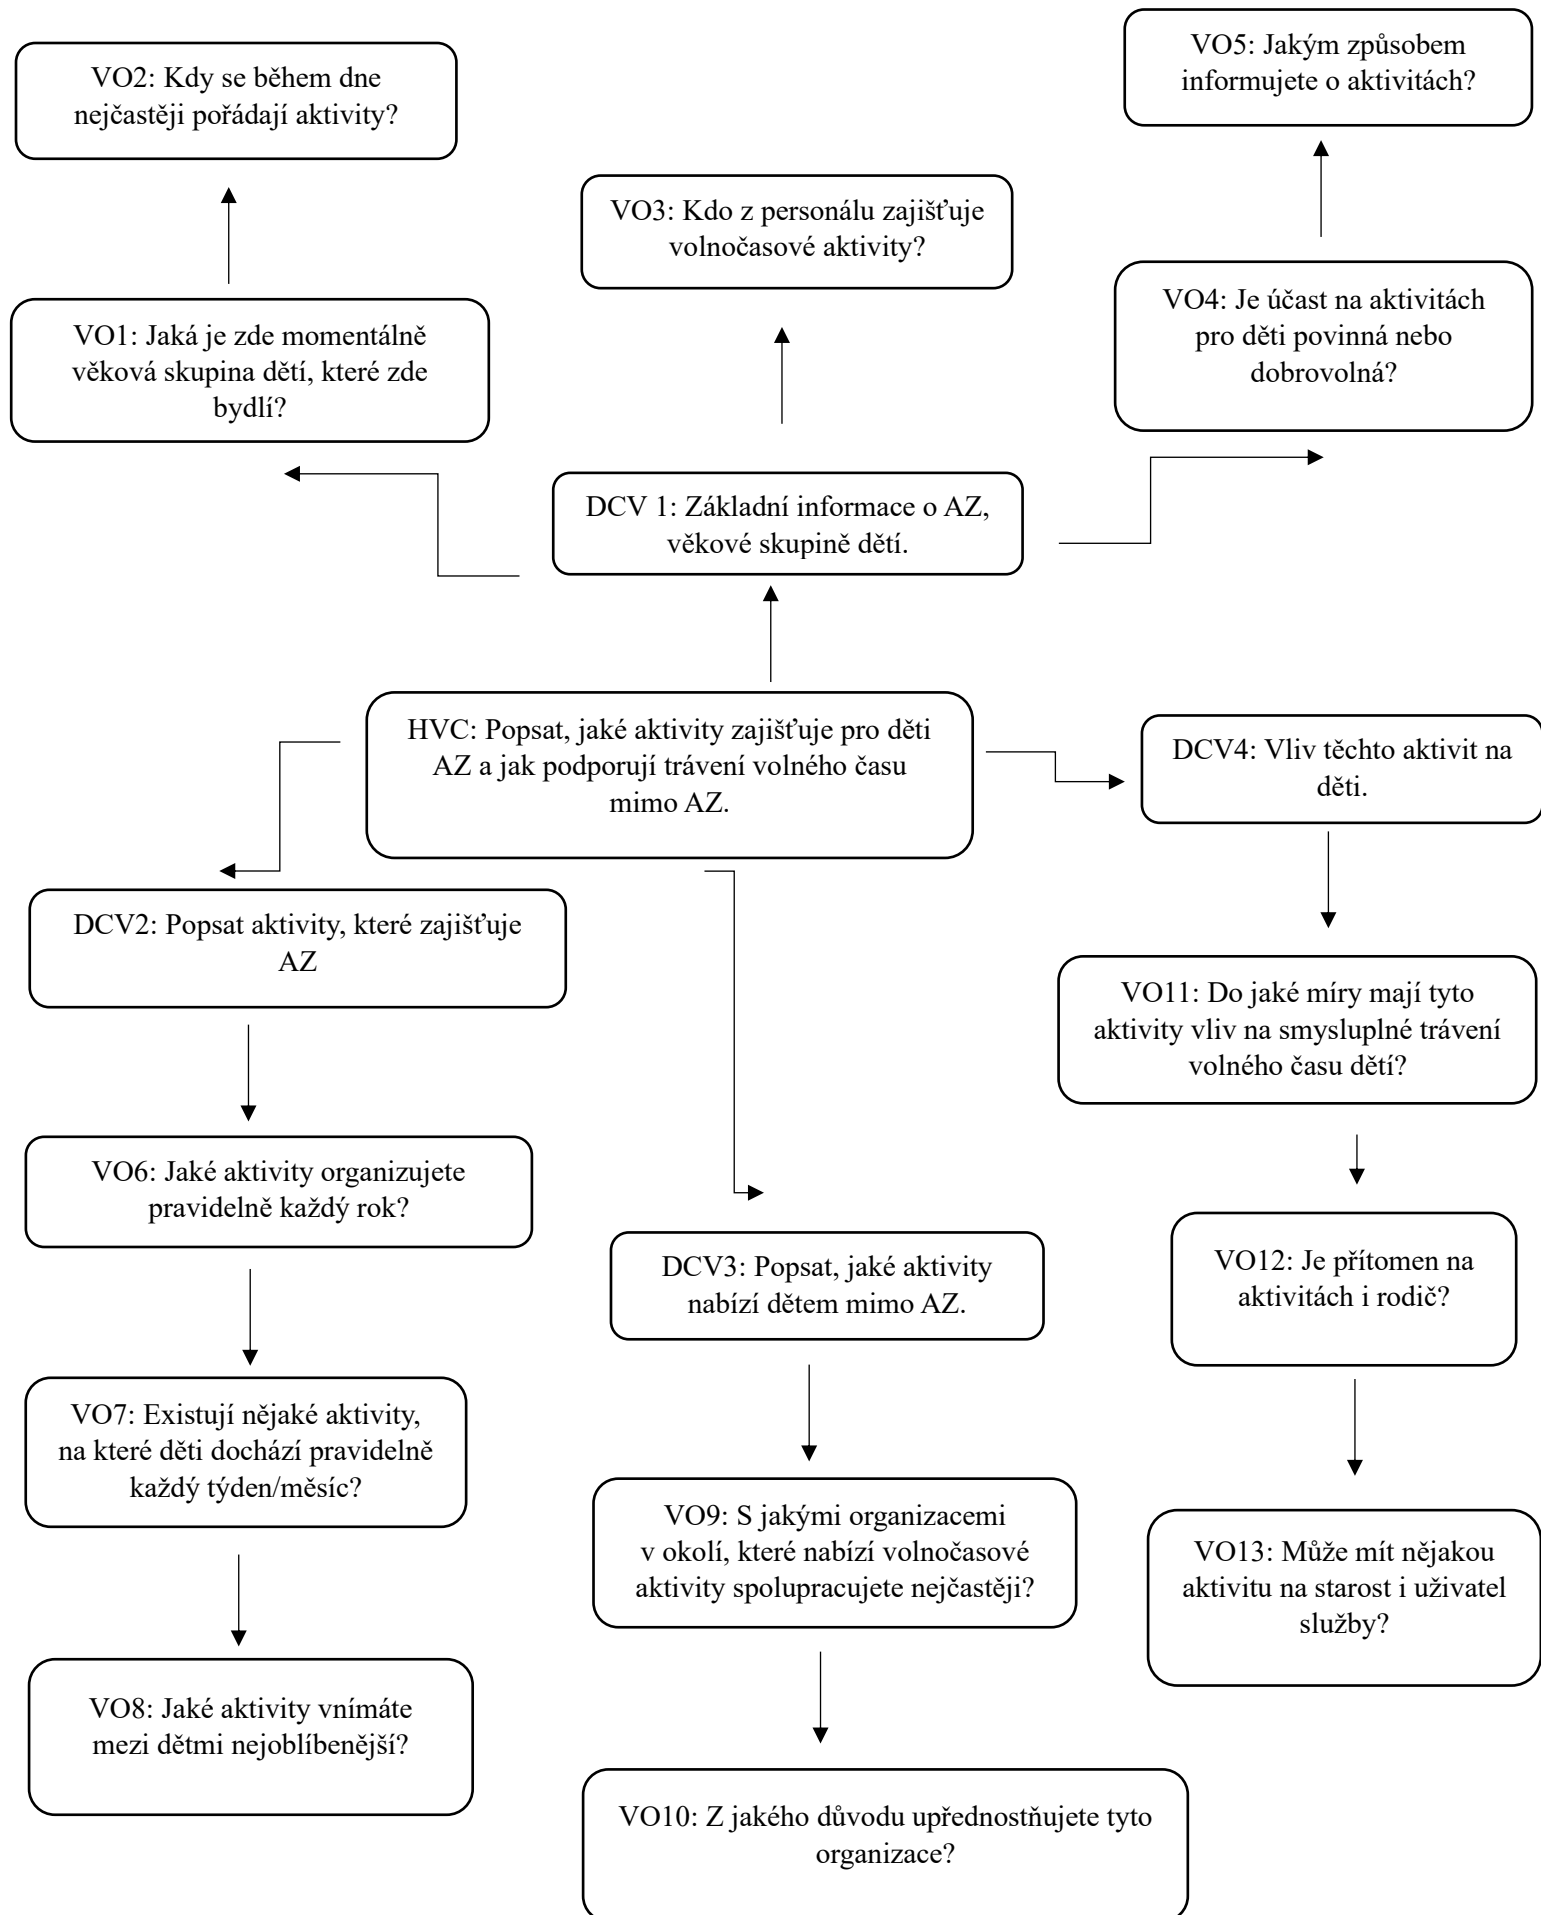 VO2: Kdy se během dne
nejčastěji pořádají aktivity?
VO5: Jakým způsobem
informujete o aktivitách?
VO3: Kdo z personálu zajišťuje
volnočasové aktivity?
VO1: Jaká je zde momentálně
věková skupina dětí, které zde
bydlí?
VO4: Je účast na aktivitách
pro děti povinná nebo
dobrovolná?
DCV 1: Základní informace o AZ,
věkové skupině dětí.
HVC: Popsat, jaké aktivity zajišťuje pro děti
AZ a jak podporují trávení volného času
mimo AZ.
DCV4: Vliv těchto aktivit na
děti.
DCV2: Popsat aktivity, které zajišťuje
AZ
VO11: Do jaké míry mají tyto
aktivity vliv na smysluplné trávení
volného času dětí?
VO6: Jaké aktivity organizujete
pravidelně každý rok?
DCV3: Popsat, jaké aktivity
nabízí dětem mimo AZ.
VO12: Je přítomen na
aktivitách i rodič?
VO7: Existují nějaké aktivity,
na které děti dochází pravidelně
každý týden/měsíc?
VO9: S jakými organizacemi
v okolí, které nabízí volnočasové
aktivity spolupracujete nejčastěji?
VO13: Může mít nějakou
aktivitu na starost i uživatel
služby?
VO8: Jaké aktivity vnímáte
mezi dětmi nejoblíbenější?
VO10: Z jakého důvodu upřednostňujete tyto
organizace?